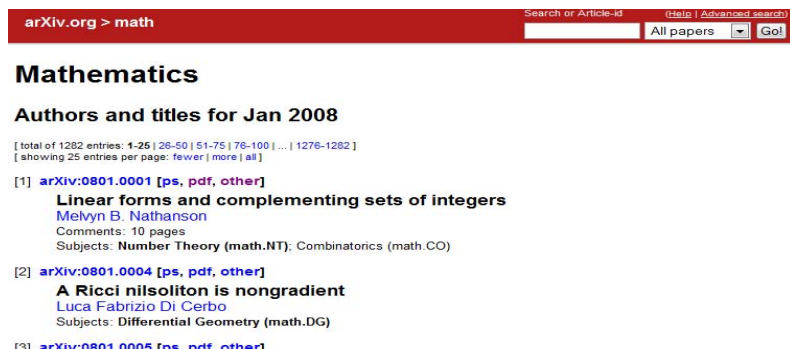 Search or Article-id (Help | Advanced search)
arXiv.org > math
All papers Go!
Mathematics
Authors and titles for Jan 2008
[ total of 1282 entries: 1-25 | 26-50 | 51-75 | 76-100 | ... | 1276-1282 ]
[ showing 25 entries per page: fewer | more | all ]
[1] arXiv:0801.0001 [ps, pdf, other]
Linear forms and complementing sets of integers
Melvyn B. Nathanson
Comments: 10 pages
Subjects: Number Theory (math.NT); Combinatorics (math.CO)
[2] arXiv:0801.0004 [ps, pdf, other]
A Ricci nilsoliton is nongradient
Luca Fabrizio Di Cerbo
Subjects: Differential Geometry (math.DG)
[3] arXiv:0801.0005 [ps, pdf, other]